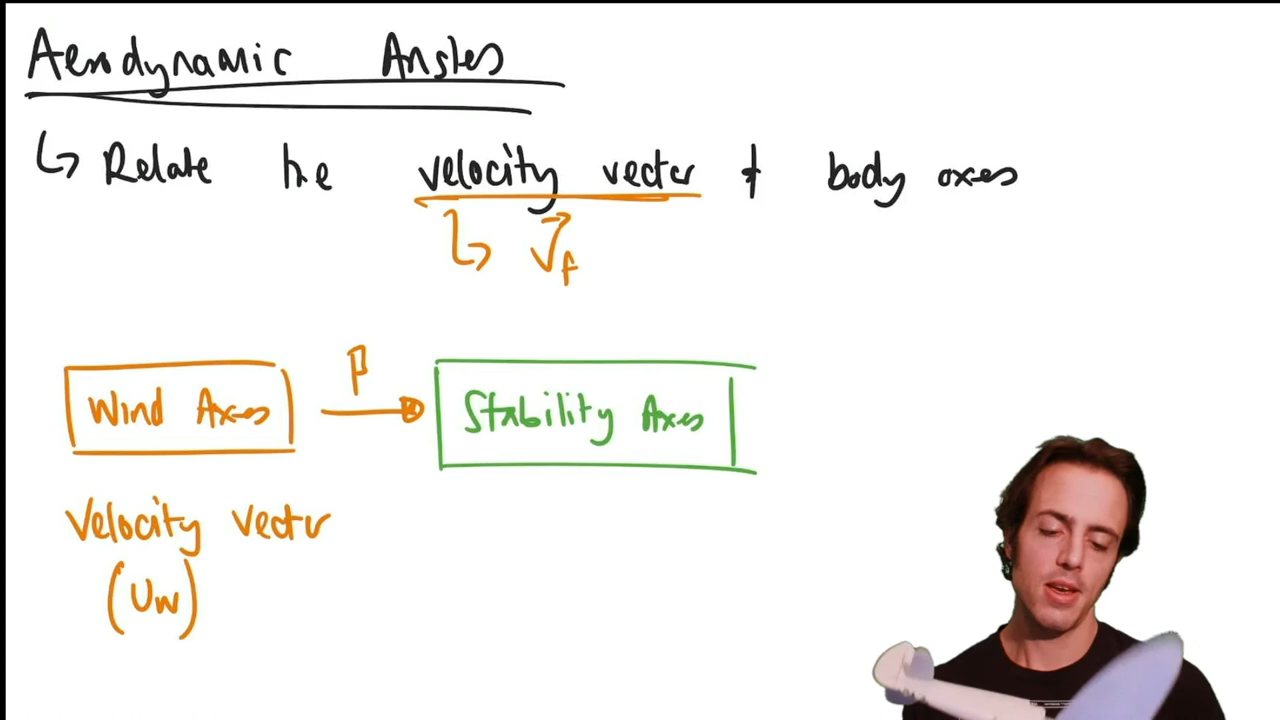 Aerodynamic Angles
↳ Relate the velocity vector & body axes
↳ V⃗f
β
Wind Axes → Stability Axes
Velocity vector
(Uw)